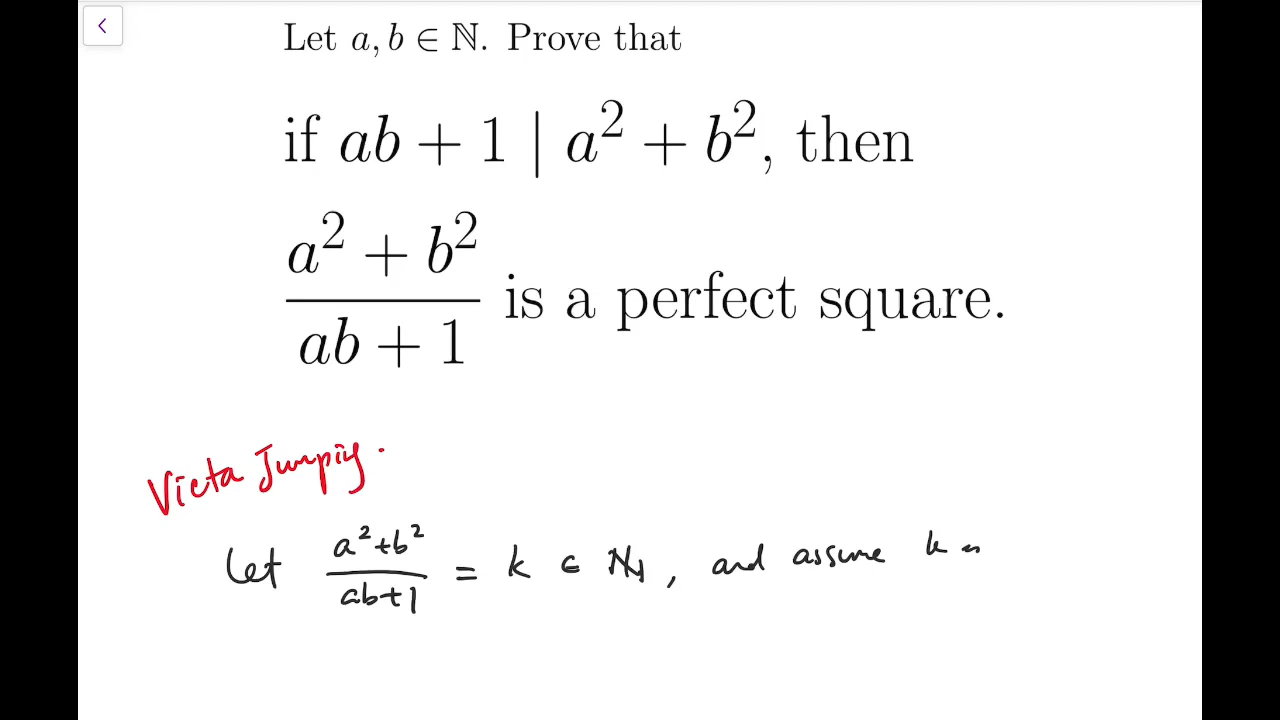 Let a, b ∈ ℕ. Prove that
if ab + 1 | a² + b², then
(a² + b²)/(ab + 1) is a perfect square.
Vieta Jumping.
Let (a²+b²)/(ab+1) = k ∈ ℕ, and assume k